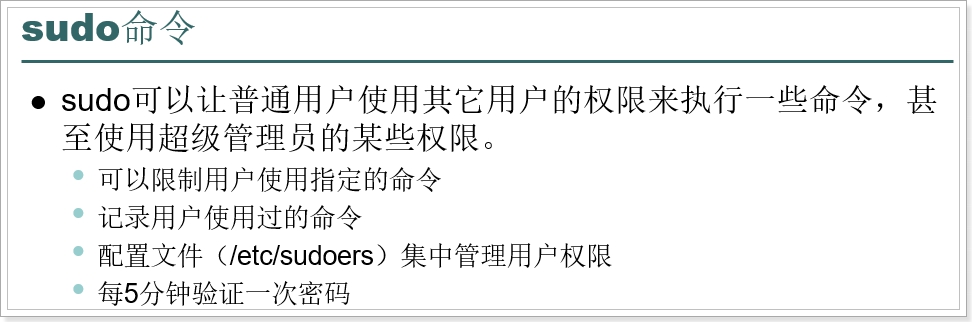 sudo命令
sudo可以让普通用户使用其它用户的权限来执行一些命令，甚
至使用超级管理员的某些权限。
可以限制用户使用指定的命令
记录用户使用过的命令
配置文件（/etc/sudoers）集中管理用户权限
每5分钟验证一次密码